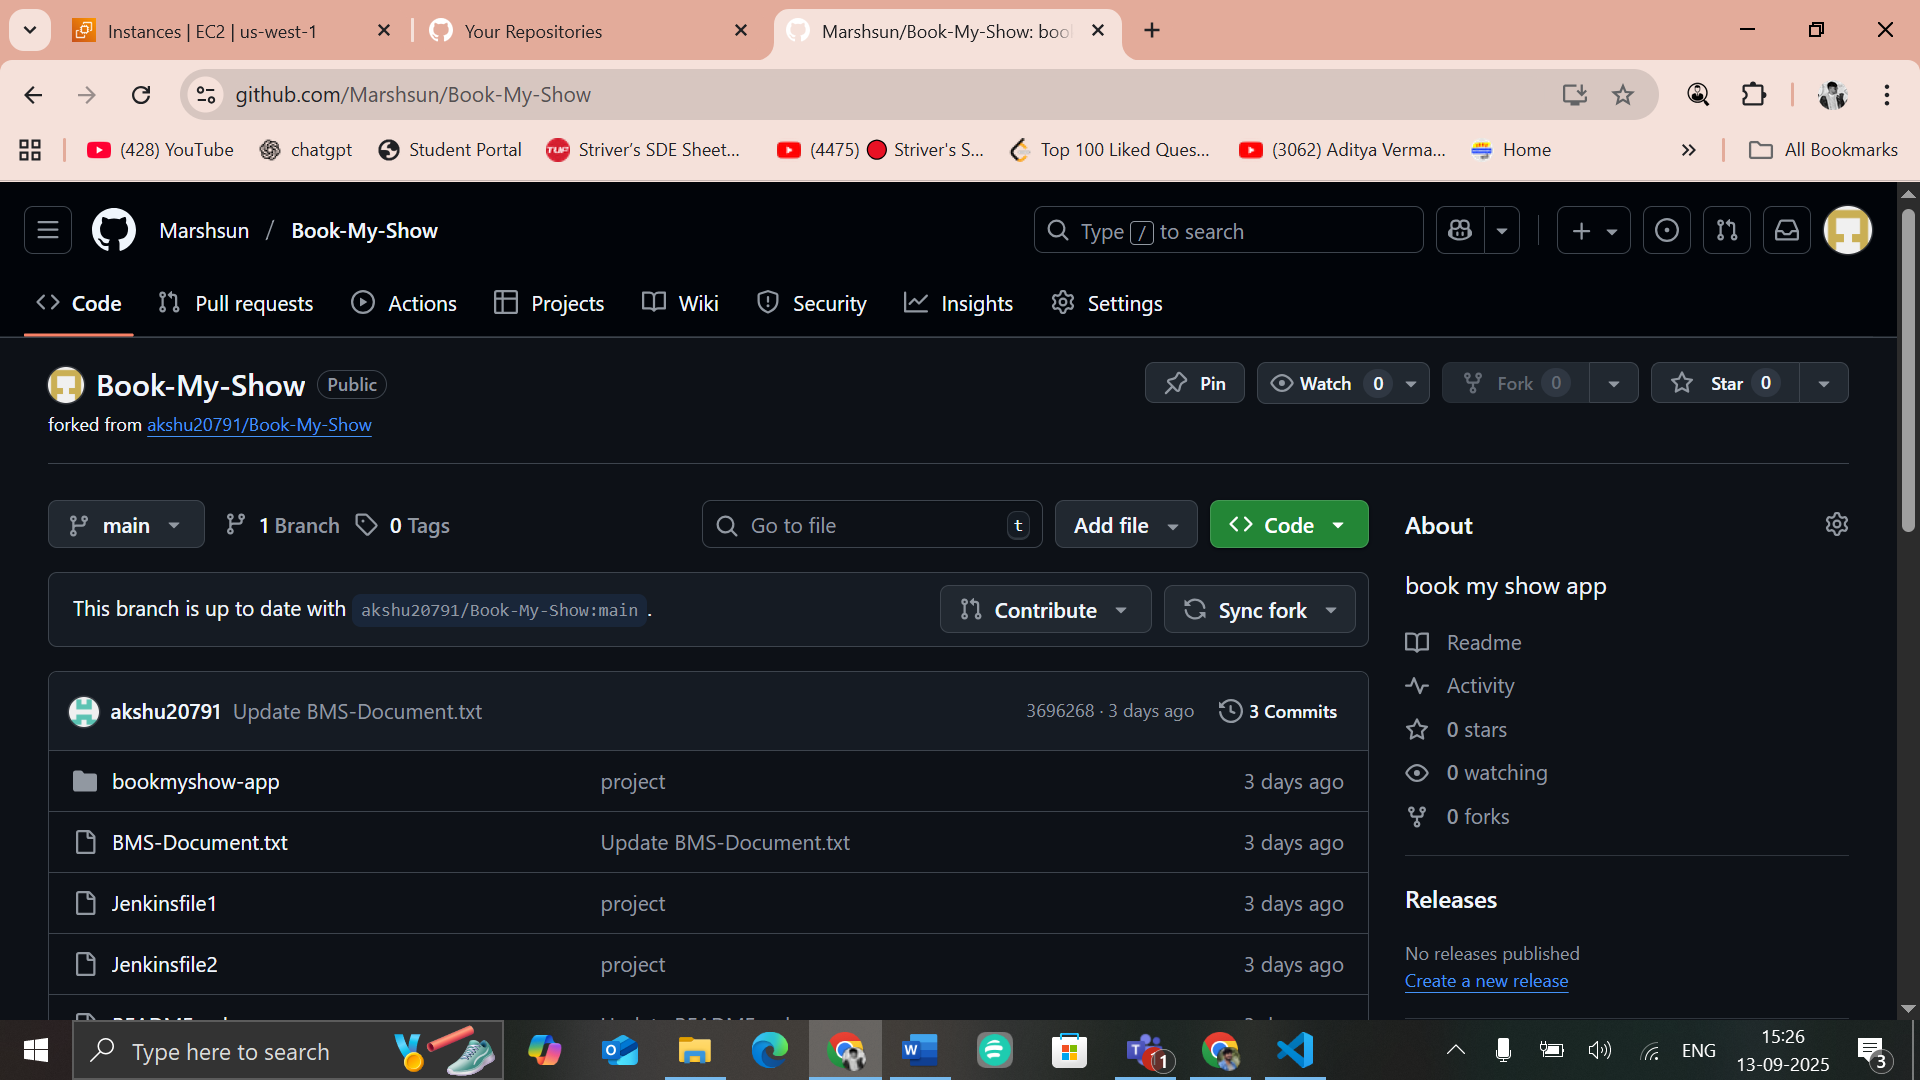 Instances | EC2 | us-west-1
Your Repositories
Marshsun/Book-My-Show: boo
github.com/Marshsun/Book-My-Show
(428) YouTube
chatgpt
Student Portal
TUF
Striver's SDE Sheet...
(4475)
Striver's S...
Top 100 Liked Ques...
(3062) Aditya Verma...
Home
All Bookmarks
Marshsun / Book-My-Show
Type / to search
Code
Pull requests
Actions
Projects
Wiki
Security
Insights
Settings
Book-My-Show
Public
Pin
Watch 0
Fork 0
Star 0
forked from akshu20791/Book-My-Show
main
1 Branch
0 Tags
Go to file
t
Add file
Code
About
book my show app
This branch is up to date with akshu20791/Book-My-Show:main .
Contribute
Sync fork
Readme
Activity
0 stars
0 watching
0 forks
akshu20791 Update BMS-Document.txt
3696268 · 3 days ago
3 Commits
bookmyshow-app
project
3 days ago
BMS-Document.txt
Update BMS-Document.txt
3 days ago
Jenkinsfile1
project
3 days ago
Jenkinsfile2
project
3 days ago
Releases
No releases published
Create a new release
Type here to search
1
ENG
15:26
13-09-2025
3